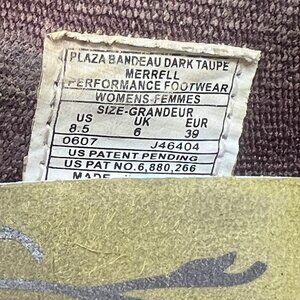 PLAZA BANDEAU DARK TAUPE
MERRELL
PERFORMANCE FOOTWEAR
WOMENS-FEMMES
SIZE-GRANDEUR
US UK EUR
8.5 6 39
0607 J46404
US PATENT PENDING
US PAT NO.6,880,266
MADE